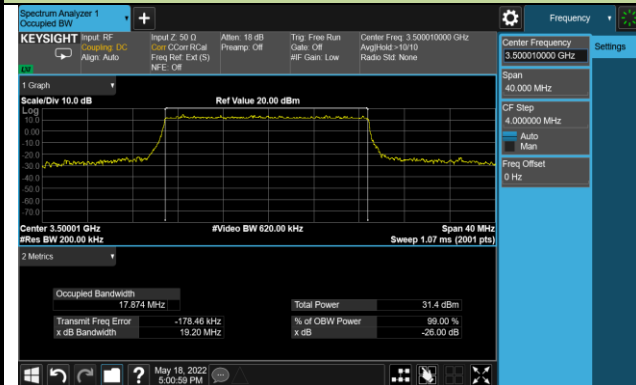 Spectrum Analyzer 1
Occupied BW
Frequency
KEYSIGHT
Input: RF
Coupling: DC
Align: Auto
Input Z: 50 Ω
Corr CCorr RCal
Freq Ref: Ext (S)
NFE: Off
Atten: 18 dB
Preamp: Off
Trig: Free Run
Gate: Off
#IF Gain: Low
Center Freq: 3.500010000 GHz
Avg|Hold:>10/10
Radio Std: None
Center Frequency
3.500010000 GHz
Settings
Span
40.000 MHz
CF Step
4.000000 MHz
Auto
Man
Freq Offset
0 Hz
1 Graph
Scale/Div 10.0 dB
Ref Value 20.00 dBm
Log
10.0
0.00
-10.0
-20.0
-30.0
-40.0
-50.0
-60.0
-70.0
Center 3.50001 GHz
#Video BW 620.00 kHz
Span 40 MHz
#Res BW 200.00 kHz
Sweep 1.07 ms (2001 pts)
2 Metrics
Occupied Bandwidth
17.874 MHz
Total Power 31.4 dBm
Transmit Freq Error -178.46 kHz
% of OBW Power 99.00 %
x dB Bandwidth 19.20 MHz
x dB -26.00 dB
May 18, 2022
5:00:59 PM